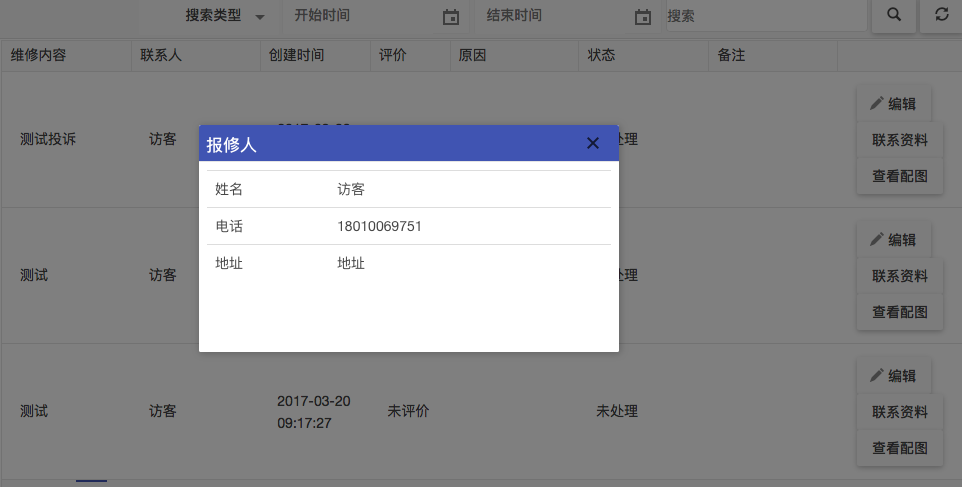 搜索类型 开始时间 结束时间 搜索
维修内容 联系人 创建时间 评价 原因 状态 备注
编辑
测试投诉 访客 处理 联系资料
查看配图
报修人
姓名 访客
电话 18010069751
地址 地址
编辑
测试 访客 处理 联系资料
查看配图
编辑
2017-03-20
测试 访客 未评价 未处理 联系资料
09:17:27
查看配图